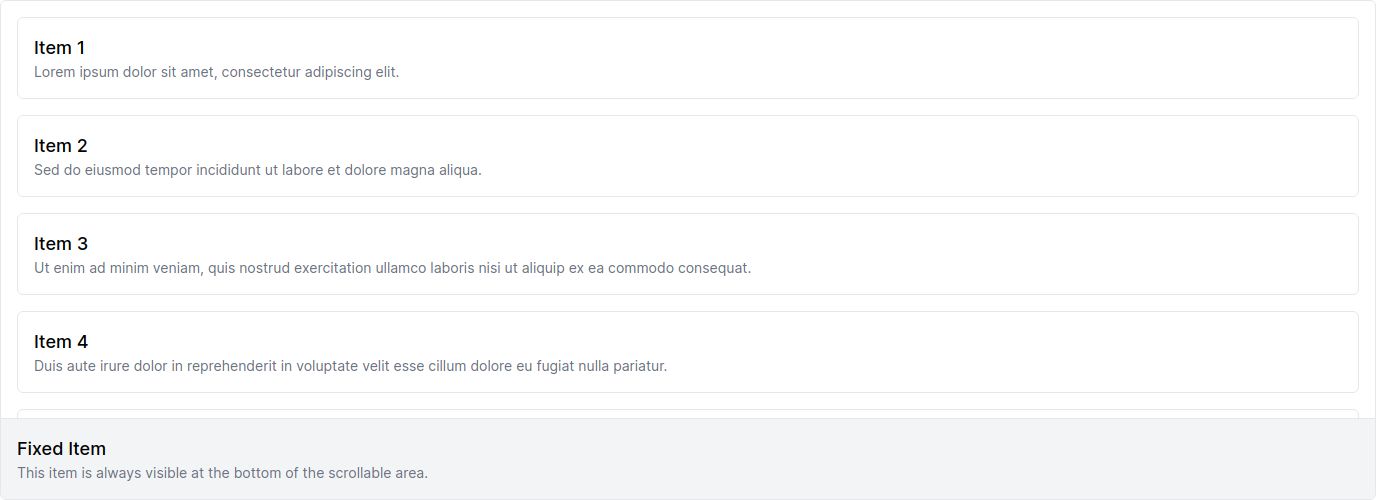 Item 1
Lorem ipsum dolor sit amet, consectetur adipiscing elit.
Item 2
Sed do eiusmod tempor incididunt ut labore et dolore magna aliqua.
Item 3
Ut enim ad minim veniam, quis nostrud exercitation ullamco laboris nisi ut aliquip ex ea commodo consequat.
Item 4
Duis aute irure dolor in reprehenderit in voluptate velit esse cillum dolore eu fugiat nulla pariatur.
Fixed Item
This item is always visible at the bottom of the scrollable area.